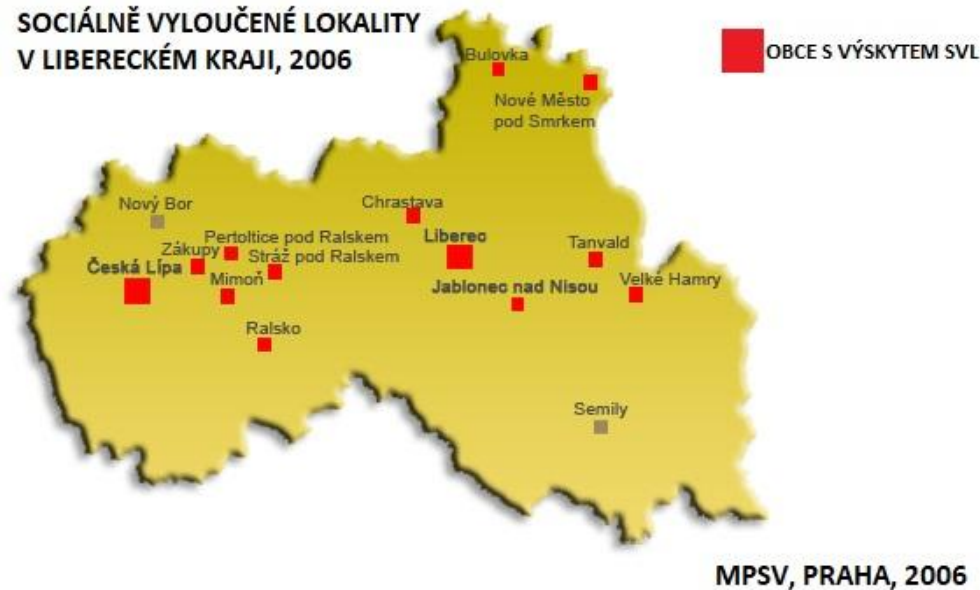 SOCIÁLNĚ VYLOUČENÉ LOKALITY
V LIBERECKÉM KRAJI, 2006
OBCE S VÝSKYTEM SVL
Bulovka
Nové Město
pod Smrkem
Nový Bor
Chrastava
Pertoltice pod Ralskem
Liberec
Tanvald
Zákupy
Stráž pod Ralskem
Česká Lípa
Mimoň
Jablonec nad Nisou
Velké Hamry
Ralsko
Semily
MPSV, PRAHA, 2006